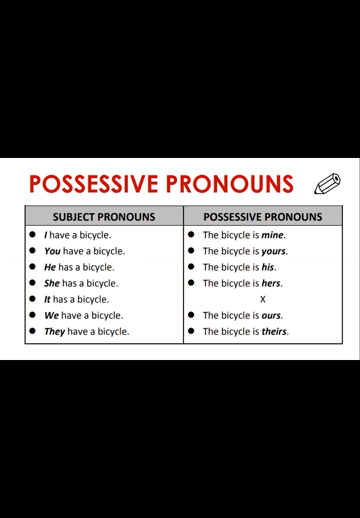 POSSESSIVE PRONOUNS
SUBJECT PRONOUNS POSSESSIVE PRONOUNS
● I have a bicycle. ● The bicycle is mine.
● You have a bicycle. ● The bicycle is yours.
● He has a bicycle. ● The bicycle is his.
● She has a bicycle. ● The bicycle is hers.
● It has a bicycle. X
● We have a bicycle. ● The bicycle is ours.
● They have a bicycle. ● The bicycle is theirs.